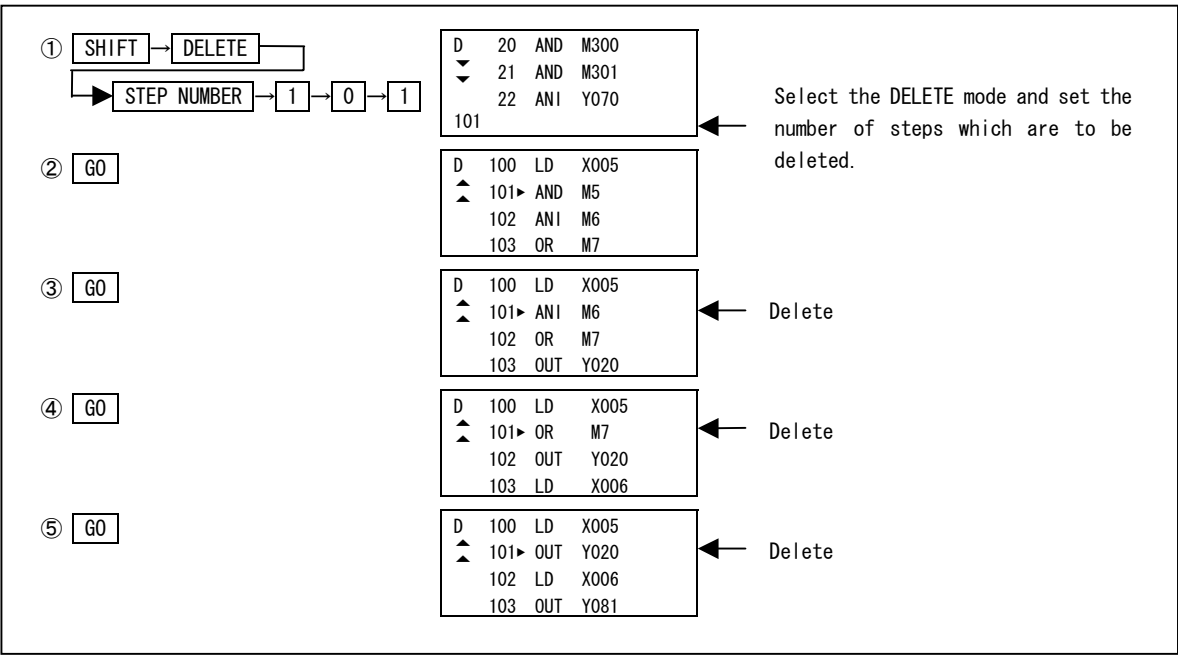 ① SHIFT → DELETE
STEP NUMBER → 1 → 0 → 1
D 20 AND M300
21 AND M301
22 ANI Y070
101
Select the DELETE mode and set the
number of steps which are to be
deleted.
② GO
D 100 LD X005
101▶ AND M5
102 ANI M6
103 OR M7
③ GO
D 100 LD X005
101▶ ANI M6
102 OR M7
103 OUT Y020
Delete
④ GO
D 100 LD X005
101▶ OR M7
102 OUT Y020
103 LD X006
Delete
⑤ GO
D 100 LD X005
101▶ OUT Y020
102 LD X006
103 OUT Y081
Delete